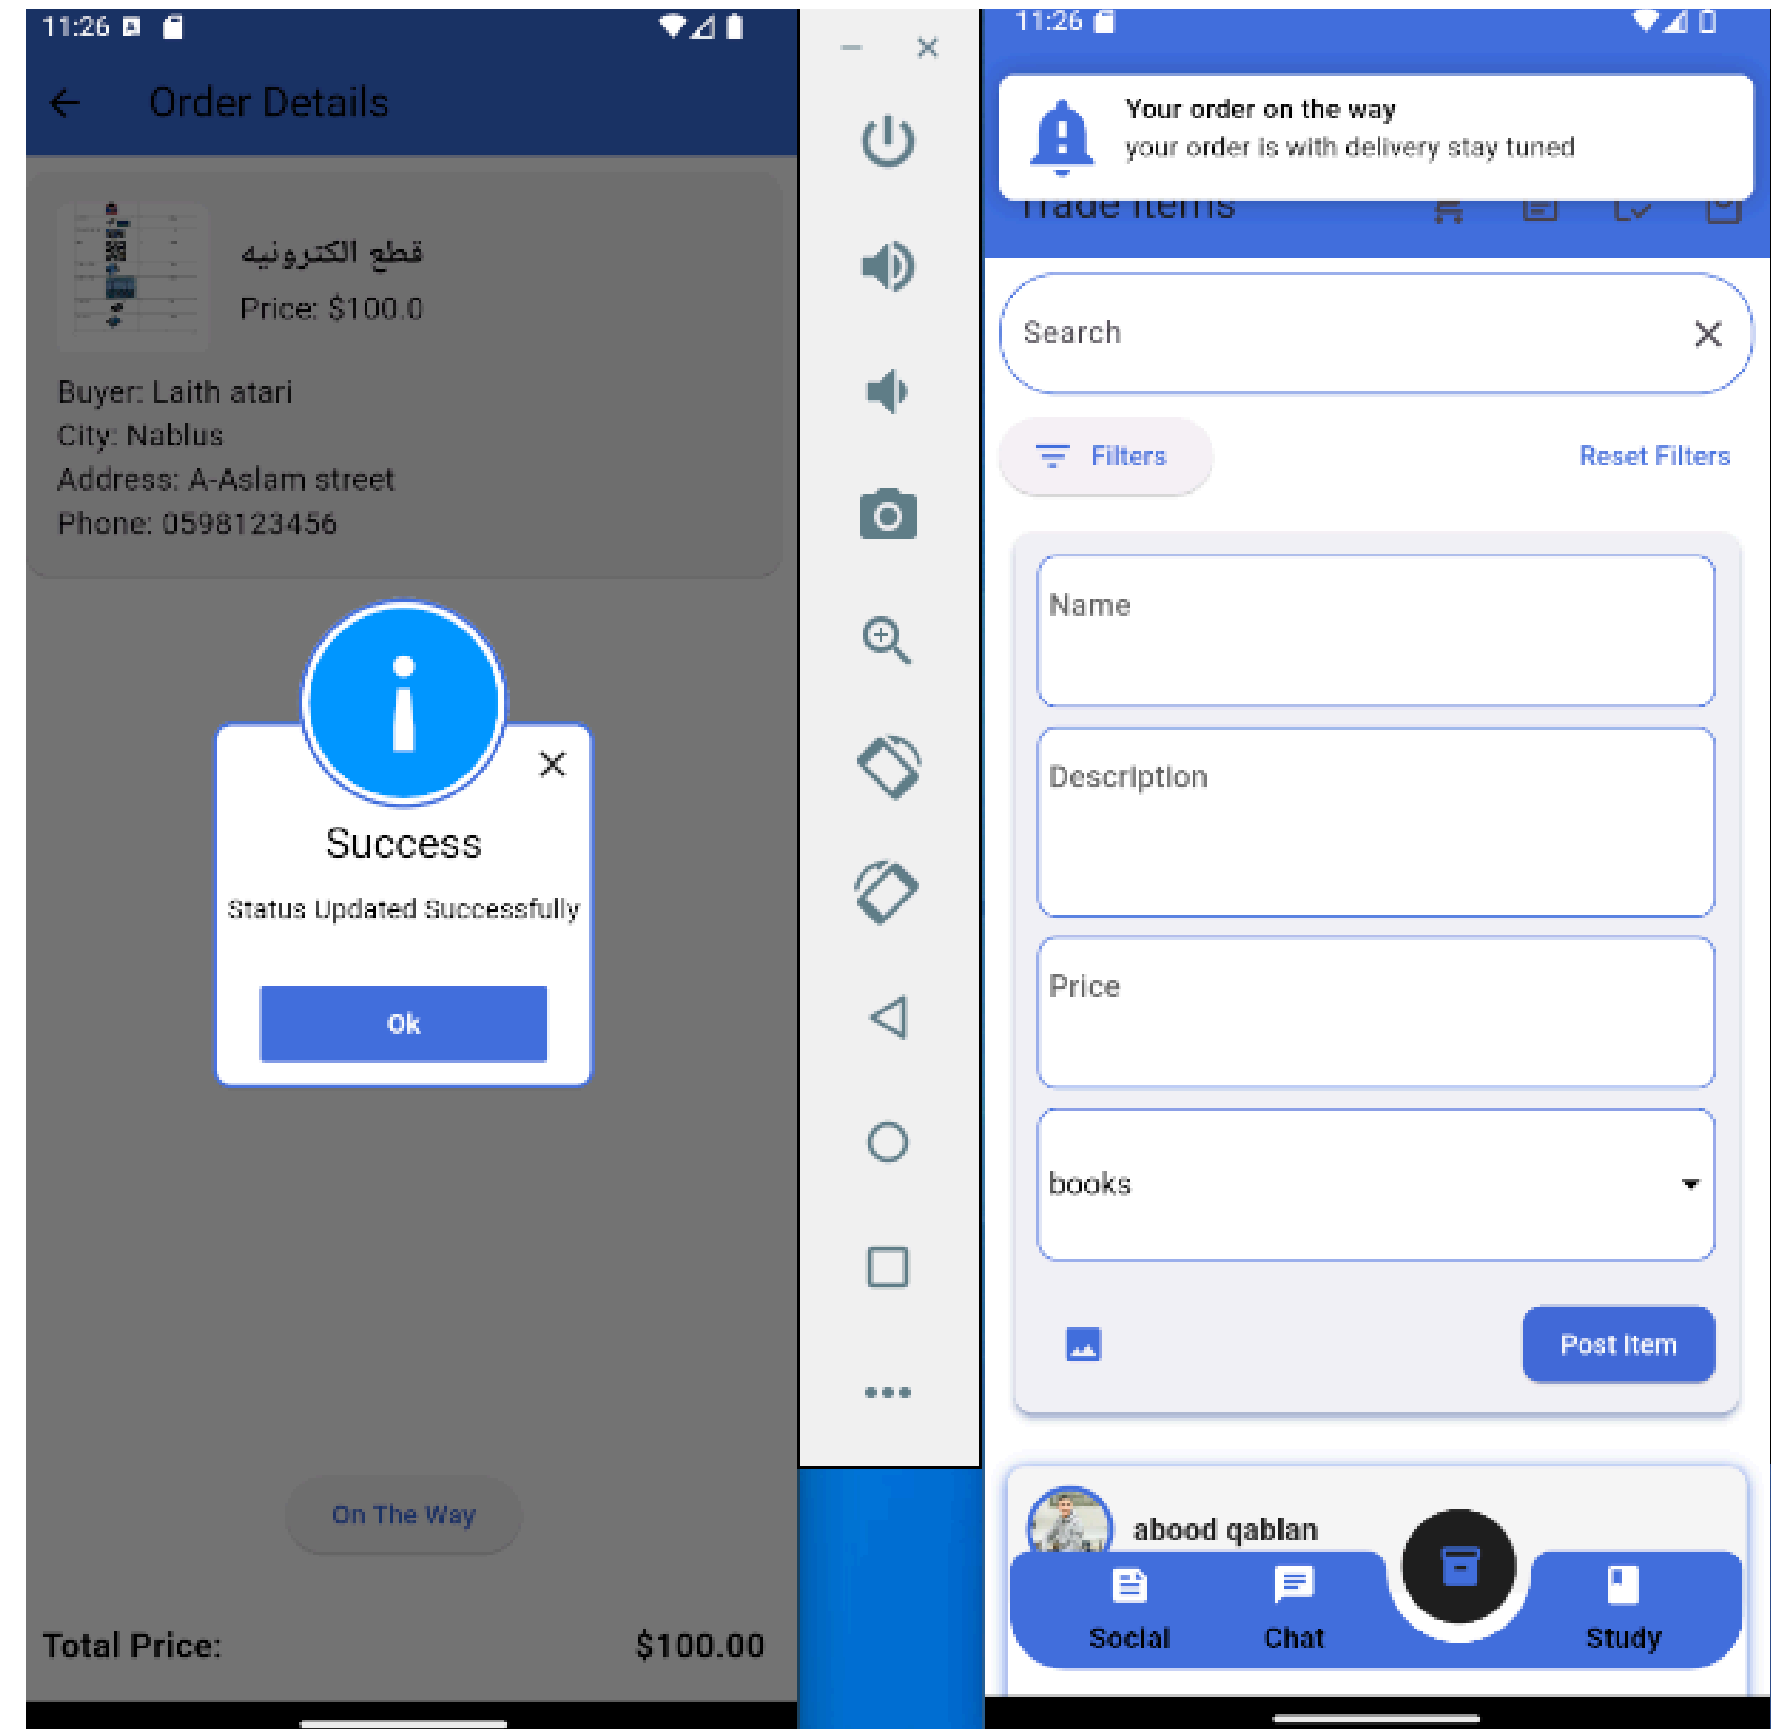 11:26
Order Details
قطع الكترونيه
Price: $100.0
Buyer: Laith atari
City: Nablus
Address: A-Aslam street
Phone: 0598123456
Success
Status Updated Successfully
Ok
On The Way
Total Price:
$100.00
11:26
Your order on the way
your order is with delivery stay tuned
Trade Items
Search
Filters
Reset Filters
Name
Description
Price
books
Post Item
abood qablan
Social
Chat
Study